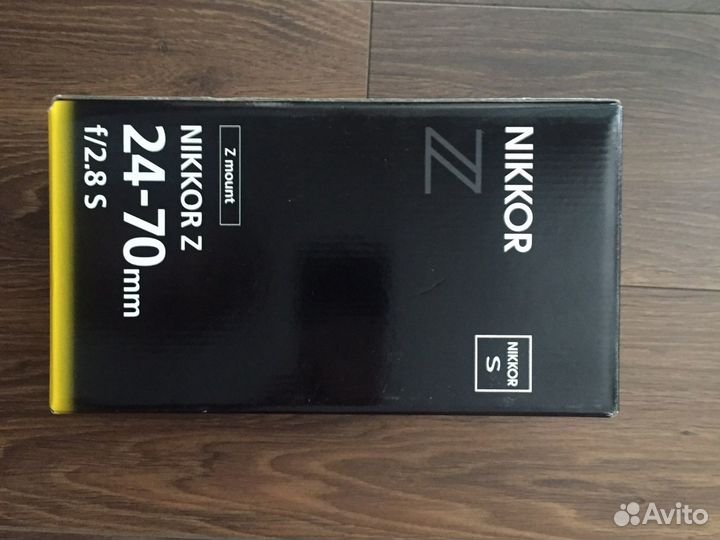 NIKKOR
Z
NIKKOR
S
Z mount
NIKKOR Z
24-70mm
f/2.8 S
Avito